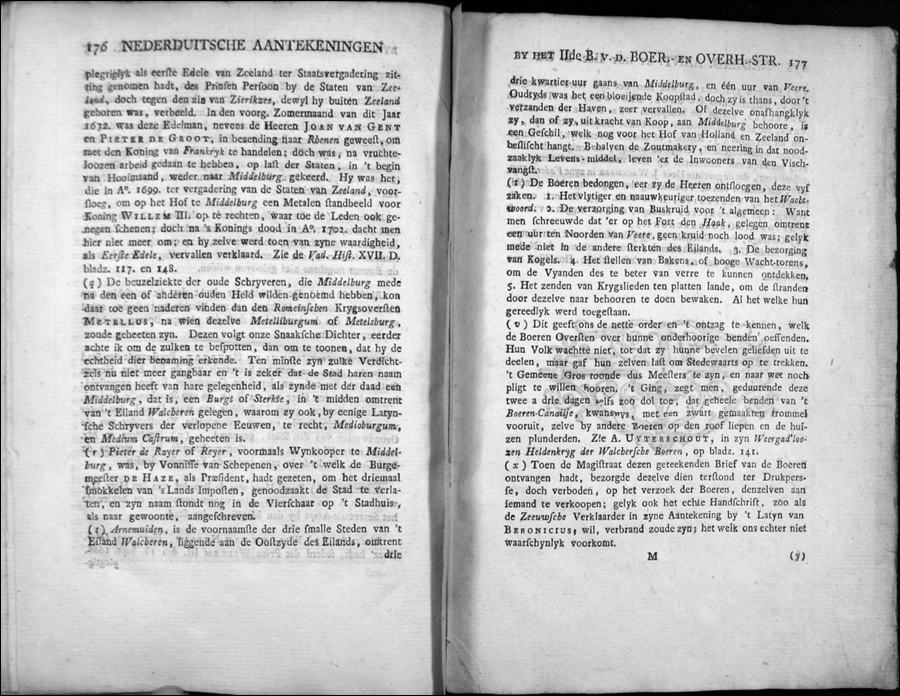 176 NEDERDUITSCHE AANTEKENINGEN
plegtiglyk als eerſte Edele van Zeeland ter Staatsvergadering zit-
ting genomen hadt, des Prinſen Perſoon by de Staten van Zee-
land, doch tegen den zin van Zierikzee, dewyl hy buiten Zeeland
geboren was, verbeeld. In den voorg. Zomermaand van dit Jaar
1672. was deze Edelman, nevens de Heeren JOAN VAN GENT
en PIETER DE GROOT, in bezending naar Rhenen geweeſt, om
met den Koning van Frankryk te handelen; doch was, na vruchte-
loozen arbeid gedaan te hebben, op laſt der Staten, in 't begin
van Hooimaand, weder naar Middelburg gekeerd. Hy was het,
die in Aº. 1699. ter vergadering van de Staten van Zeeland, voor-
ſloeg, om op het Hof te Middelburg een Metalen ſtandbeeld voor
Koning WILLEM III. op te rechten, waar toe de Leden ook ge-
negen ſchenen; doch na 's Konings dood in Aº. 1702. dacht men
hier niet meer om; en hy zelve werd toen van zyne waardigheid,
als Eerſte Edele, vervallen verklaard. Zie de Vad. Hiſt. XVII. D.
bladz. 117. en 148.
(q) De beuzelziekte der oude Schryveren, die Middelburg mede
na den een of anderen ouden Held wilden genoemd hebben, kon
daar toe geen naderen vinden dan den Romeinſchen Krygsoverſten
METELLUS, na wien dezelve Metelliburgum of Metelsburg,
zoude geheeten zyn. Dezen volgt onze Snaakſche Dichter, eerder
achte ik om de zulken te beſpotten, dan om te toonen, dat hy de
echtheid dier benaming erkende. Ten minſte zyn zulke Verdicht-
zels nu niet meer gangbaar en 't is zeker dat de Stad haren naam
ontvangen heeft van hare gelegenheid, als zynde met der daad een
Middelburg, dat is, een Burgt of Sterkte, in 't midden omtrent
van 't Eiland Walcheren gelegen, waarom zy ook, by eenige Latyn-
ſche Schryvers der verlopene Eeuwen, te recht, Medioburgum,
en Medium Caſtrum, geheeten is.
(r) Pieter de Rayer of Reyer, voormaals Wynkooper te Middel-
burg, was, by Vonniſſe van Schepenen, over 't welk de Burge-
meeſter DE HAZE, als Præſident, hadt gezeten, om het driemaal
ſmokkelen van 's Lands Impoſten, genoodzaakt de Stad te verla-
ten, en zyn naam ſtondt nog in de Vierſchaar op 't Stadhuis,
als naar gewoonte, aangeſchreven.
(s) Arnemuiden, is de voornaamſte der drie ſmalle Steden van 't
Eiland Walcheren, liggende aan de Ooſtzyde des Eilands, omtrent
drie
BY HET IIde B. V. D. BOER. EN OVERH. STR. 177
drie kwartier uur gaans van Middelburg, en één uur van Veere.
Oudtyds was het een bloeijende Koopſtad, doch zy is thans, door 't
verzanden der Haven, zeer vervallen. Of dezelve onafhangklyk
zy, dan of zy, uit kracht van Koop, aan Middelburg behoore, is
een Geſchil, welk nog voor het Hof van Holland en Zeeland on-
beſliſcht hangt. Behalven de Zoutmakery, en neering in dat nood-
zaaklyk Levens-middel, leven 'er de Inwooners van den Viſch-
vangſt.
(t) De Boeren bedongen, eer zy de Heeren ontſloegen, deze vyf
zaken. 1. Het vlytiger en naauwkeuriger toezenden van het Wacht-
woord. 2. De verzorging van Buskruid voor 't algemeen: Want
men ſchreeuwde dat 'er op het Fort den Haak, gelegen omtrent
een uur ten Noorden van Veere, geen kruid noch lood was; gelyk
mede niet in de andere ſterkten des Eilands. 3. De bezorging
van Kogels. 4. Het ſtellen van Bakens, of hooge Wacht-torens,
om de Vyanden des te beter van verre te kunnen ontdekken.
5. Het zenden van Krygslieden ten platten lande, om de ſtranden
door dezelve naar behooren te doen bewaken. Al het welke hun
gereedlyk werd toegeſtaan.
(v) Dit geeft ons de nette order en 't ontzag te kennen, welk
de Boeren Overſten over hunne onderhoorige benden oeffenden.
Hun Volk wachtte niet, tot dat zy hunne bevelen geliefden uit te
deelen, maar gaf hun zelven laſt om Stedewaarts op te trekken.
't Gemeene Gros toonde dus Meeſters te zyn, en naar wet noch
pligt te willen hooren. 't Ging, zegt men, geduurende deze
twee a drie dagen zelfs zoo dol toe, dat geheele benden van 't
Boeren-Canailje, kwanswys, met een zwart gemaakten trommel
vooruit, zelve by andere Boeren op den roof liepen en de hui-
zen plunderden. Zie A. UYTERSCHOUT, in zyn Weergad'loo-
zen Heldenkryg der Walcherſche Boeren, op bladz. 141.
(x) Toen de Magiſtraat dezen geteekenden Brief van de Boeren
ontvangen hadt, bezorgde dezelve dien terſtond ter Drukpers-
ſe, doch verboden, op het verzoek der Boeren, denzelven aan
iemand te verkoopen; gelyk ook het echte Handſchrift, zoo als
de Zeeuwſche Verklaarder in zyne Aantekening by 't Latyn van
BERONICIUS, wil, verbrand zoude zyn; het welk ons echter niet
waarſchynlyk voorkomt.
M (y)